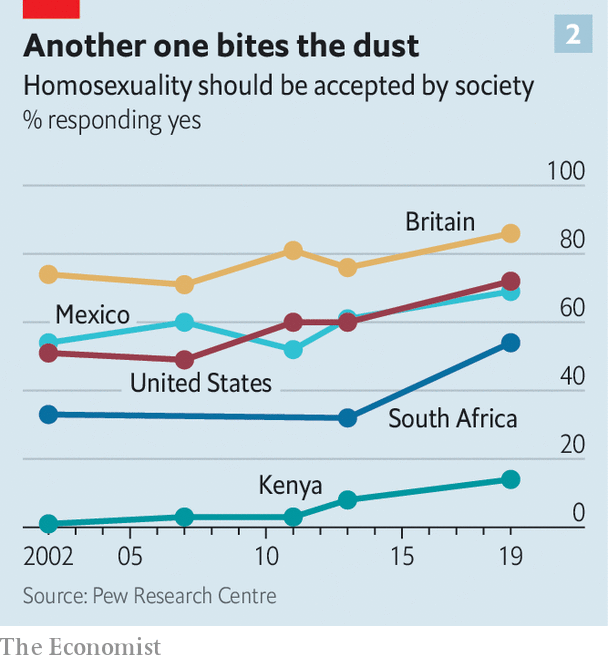 Another one bites the dust
2
Homosexuality should be accepted by society
% responding yes
100
Britain
80
Mexico
60
United States
40
South Africa
20
Kenya
0
2002 05 10 15 19
Source: Pew Research Centre
The Economist